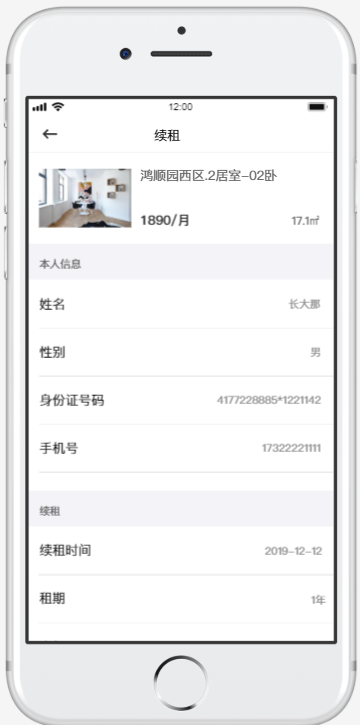 12:00
续租
鸿顺园西区.2居室-02卧
1890/月 17.1㎡
本人信息
姓名 长大那
性别 男
身份证号码 4177228885*1221142
手机号 17322221111
续租
续租时间 2019-12-12
租期 1年